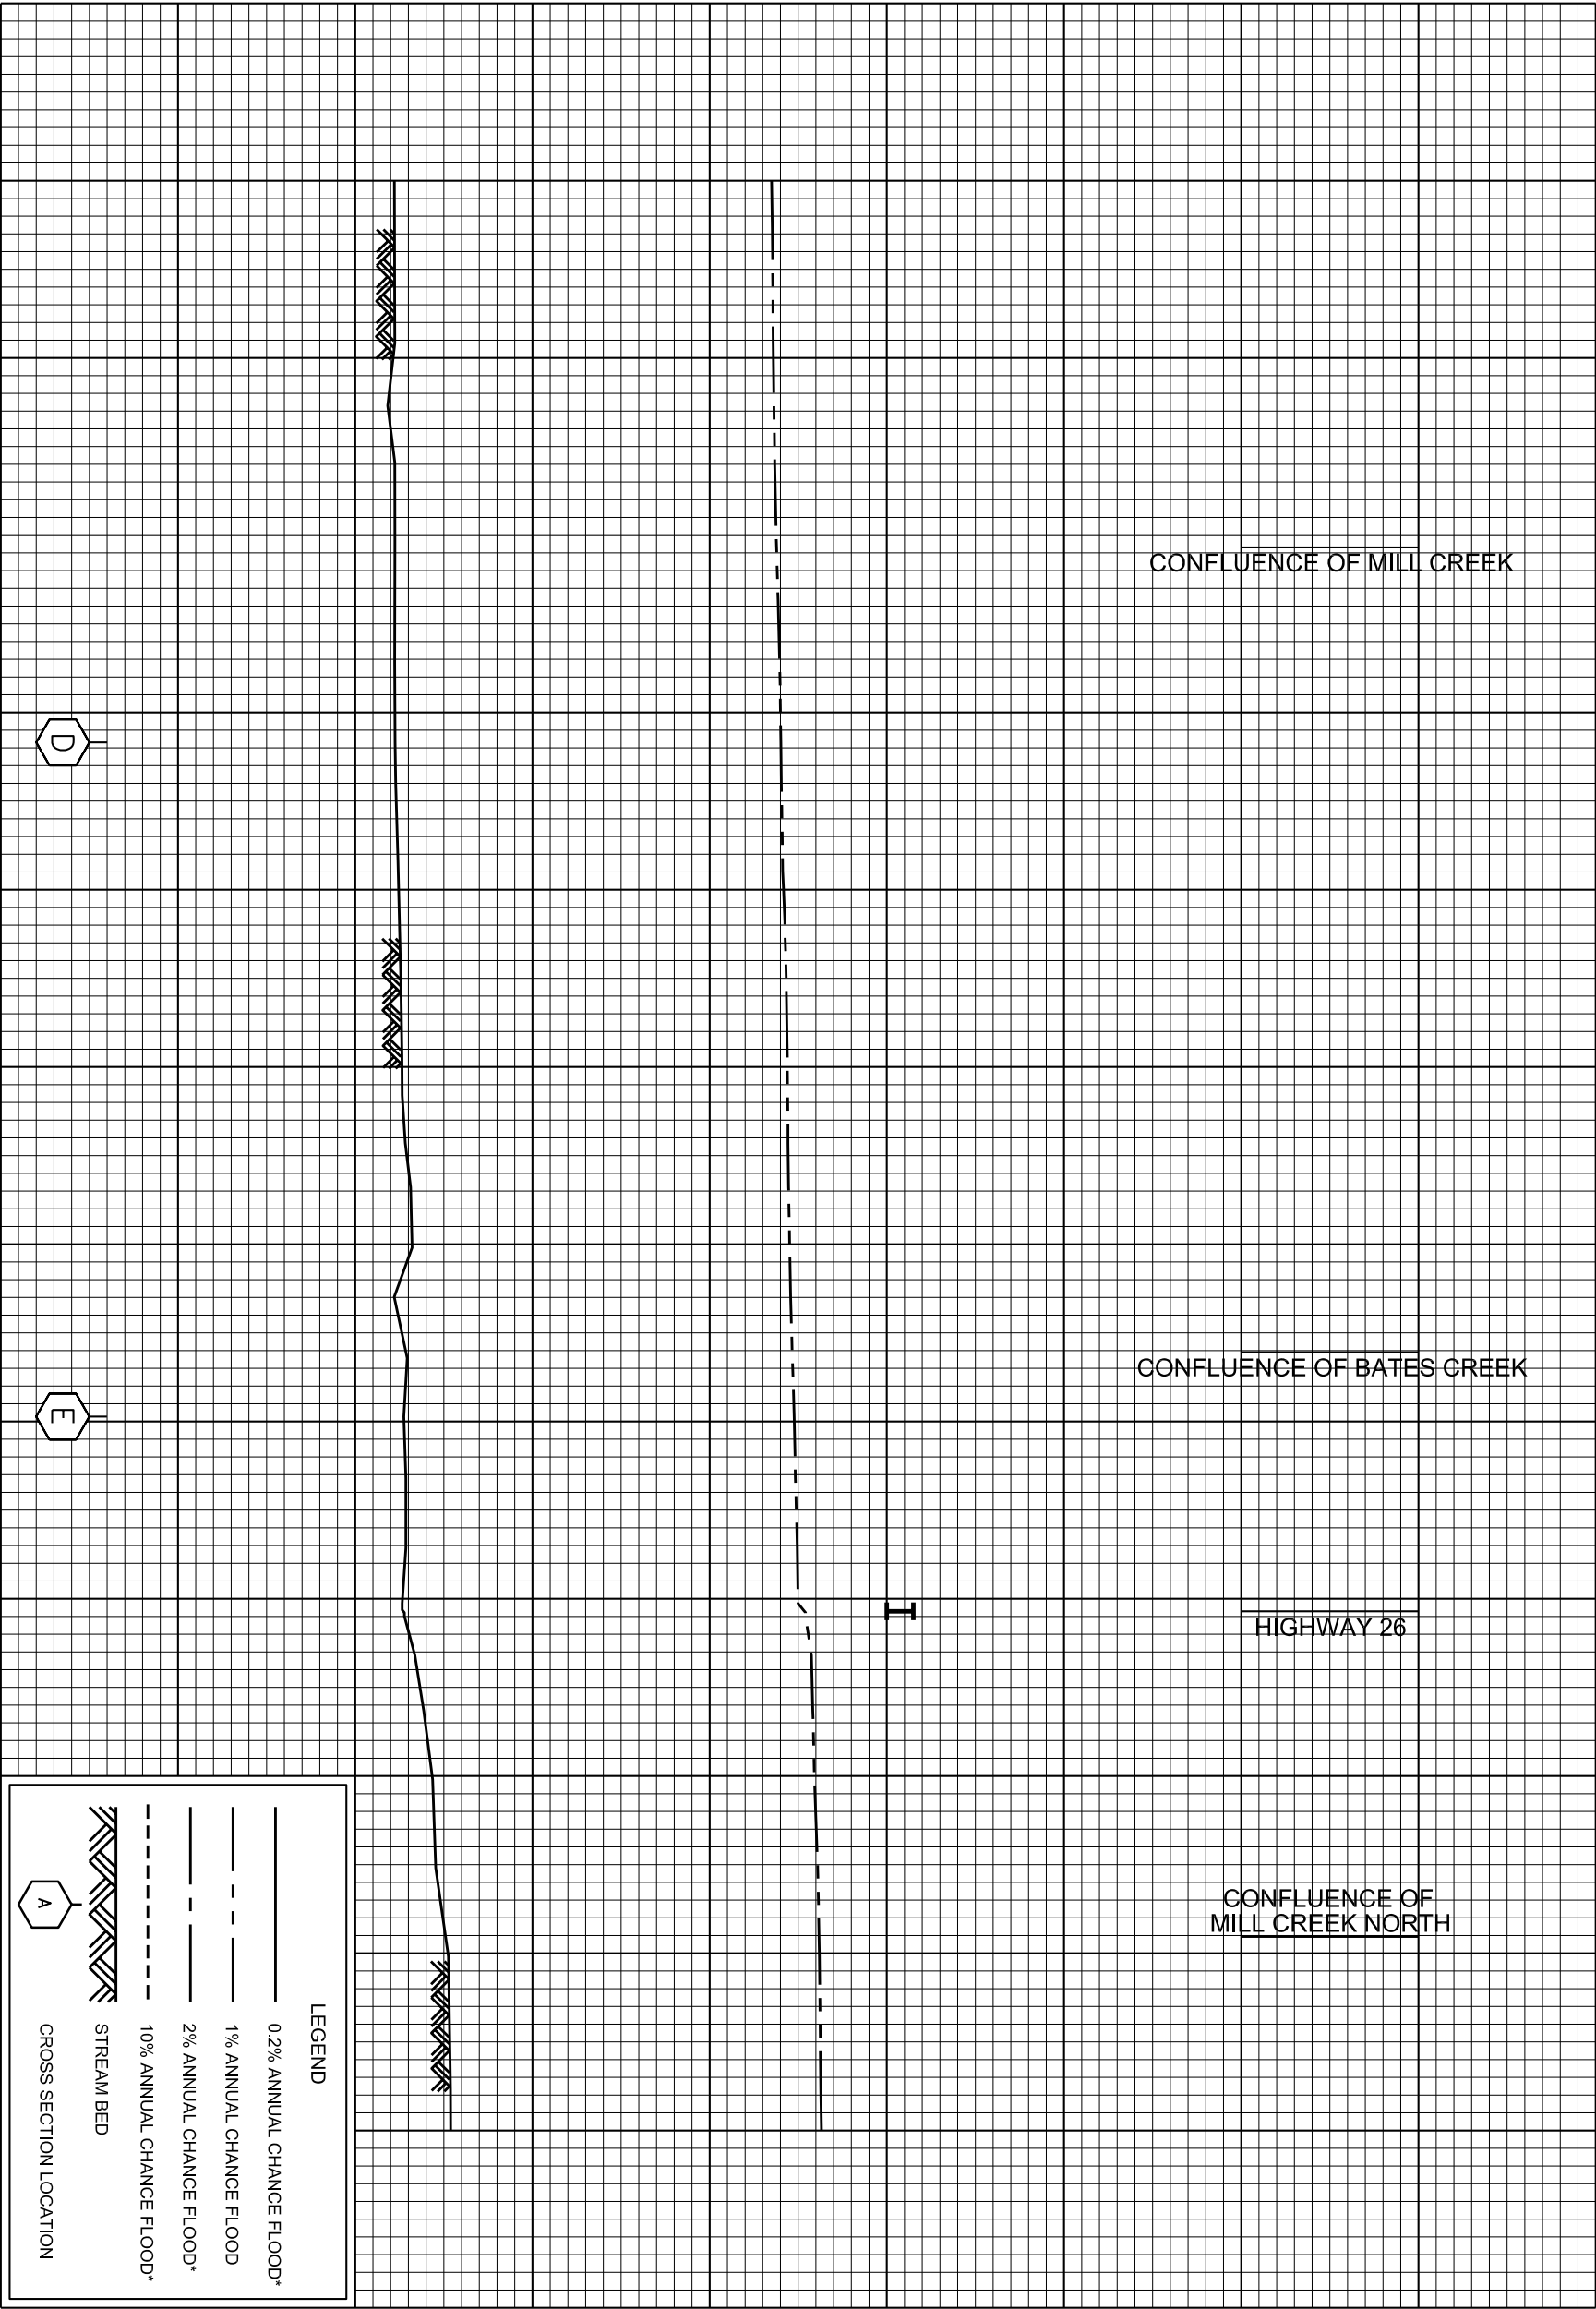 CONFLUENCE OF MILL CREEK
CONFLUENCE OF BATES CREEK
HIGHWAY 26
CONFLUENCE OF
MILL CREEK NORTH
D
E
LEGEND
0.2% ANNUAL CHANCE FLOOD*
1% ANNUAL CHANCE FLOOD
2% ANNUAL CHANCE FLOOD*
10% ANNUAL CHANCE FLOOD*
STREAM BED
A
CROSS SECTION LOCATION